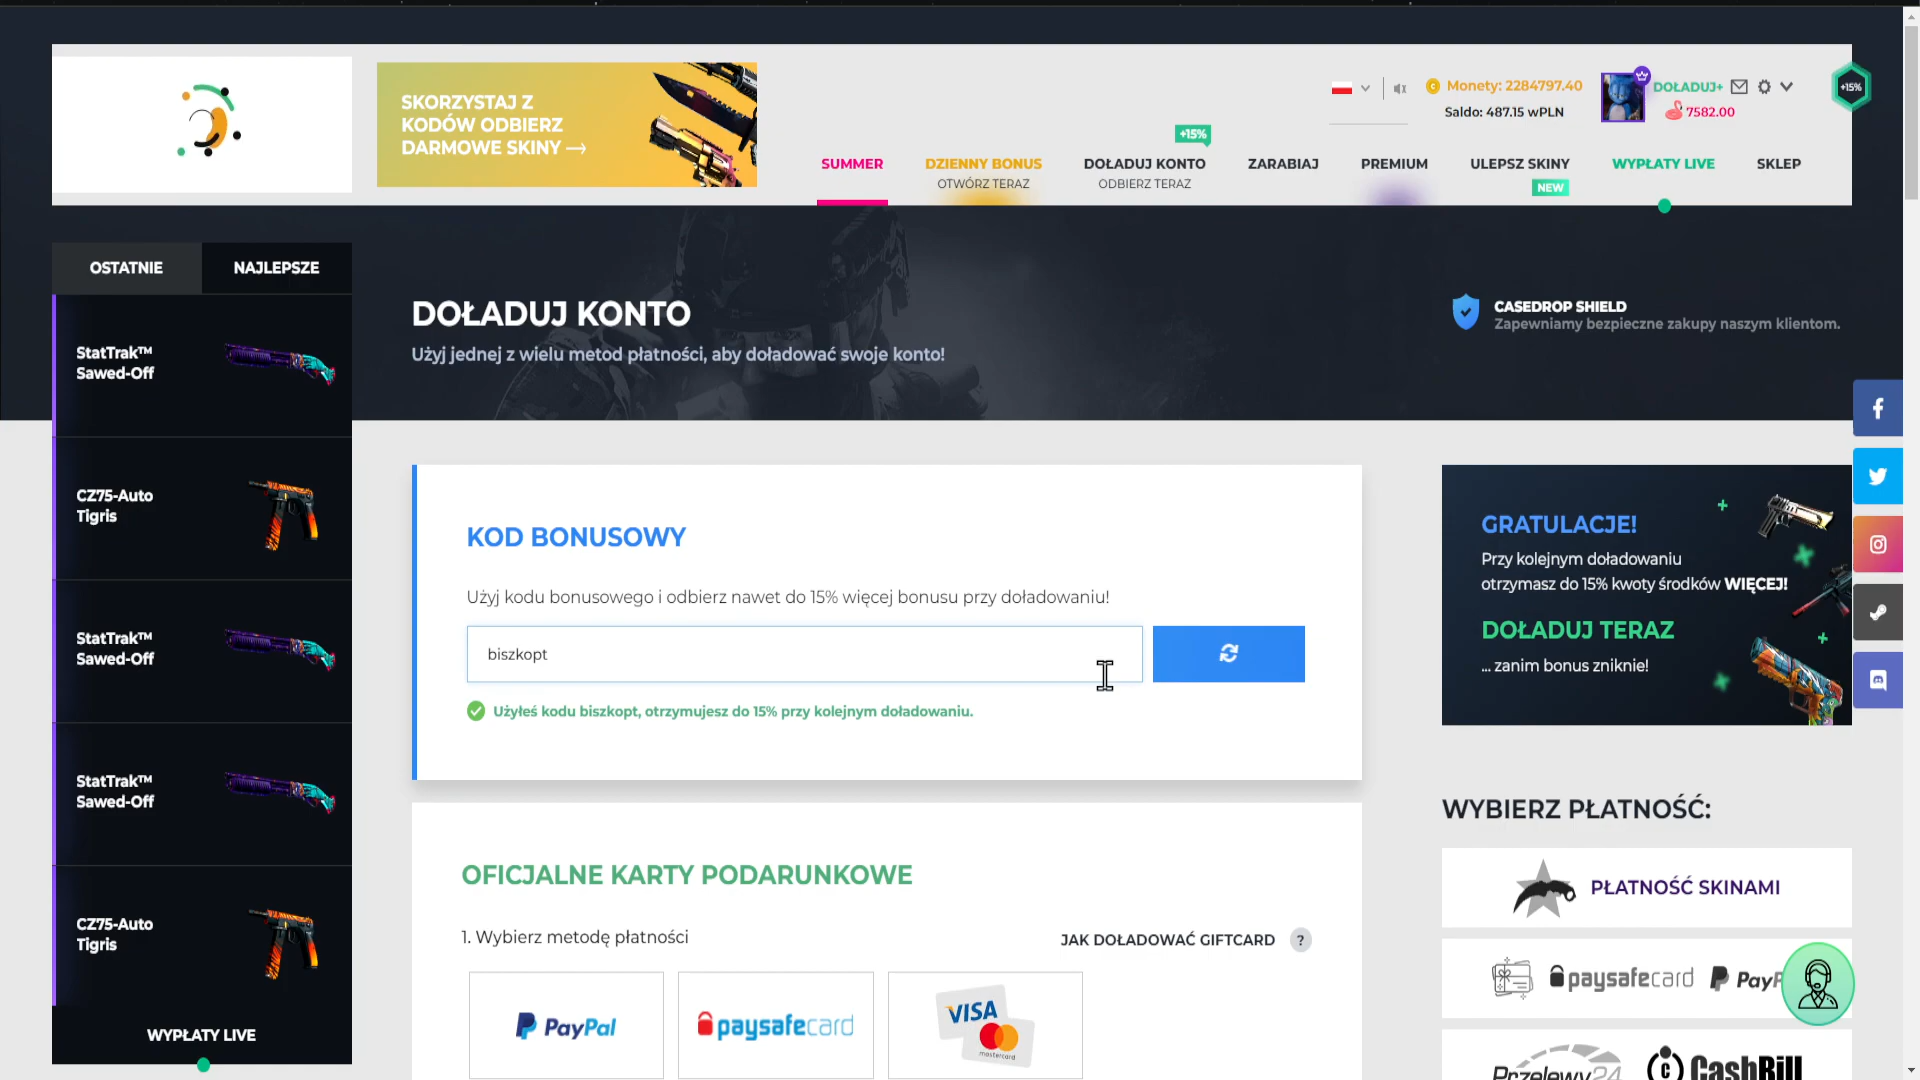 SKORZYSTAJ Z
KODÓW ODBIERZ
DARMOWE SKINY →
Monety: 2284797.40
Saldo: 487.15 wPLN
DOŁADUJ+
7582.00
+15%
SUMMER
DZIENNY BONUS
OTWÓRZ TERAZ
+15%
DOŁADUJ KONTO
ODBIERZ TERAZ
ZARABIAJ
PREMIUM
ULEPSZ SKINY
NEW
WYPŁATY LIVE
SKLEP
OSTATNIE
NAJLEPSZE
StatTrak™
Sawed-Off
CZ75-Auto
Tigris
StatTrak™
Sawed-Off
StatTrak™
Sawed-Off
CZ75-Auto
Tigris
WYPŁATY LIVE
DOŁADUJ KONTO
Użyj jednej z wielu metod płatności, aby doładować swoje konto!
CASEDROP SHIELD
Zapewniamy bezpieczne zakupy naszym klientom.
KOD BONUSOWY
Użyj kodu bonusowego i odbierz nawet do 15% więcej bonusu przy doładowaniu!
biszkopt
Użyłeś kodu biszkopt, otrzymujesz do 15% przy kolejnym doładowaniu.
OFICJALNE KARTY PODARUNKOWE
1. Wybierz metodę płatności
JAK DOŁADOWAĆ GIFTCARD ?
PayPal
paysafecard
VISA
mastercard
GRATULACJE!
Przy kolejnym doładowaniu
otrzymasz do 15% kwoty środków WIĘCEJ!
DOŁADUJ TERAZ
... zanim bonus zniknie!
WYBIERZ PŁATNOŚĆ:
PŁATNOŚĆ SKINAMI
paysafecard
PayP
Przelewy24
CashBill